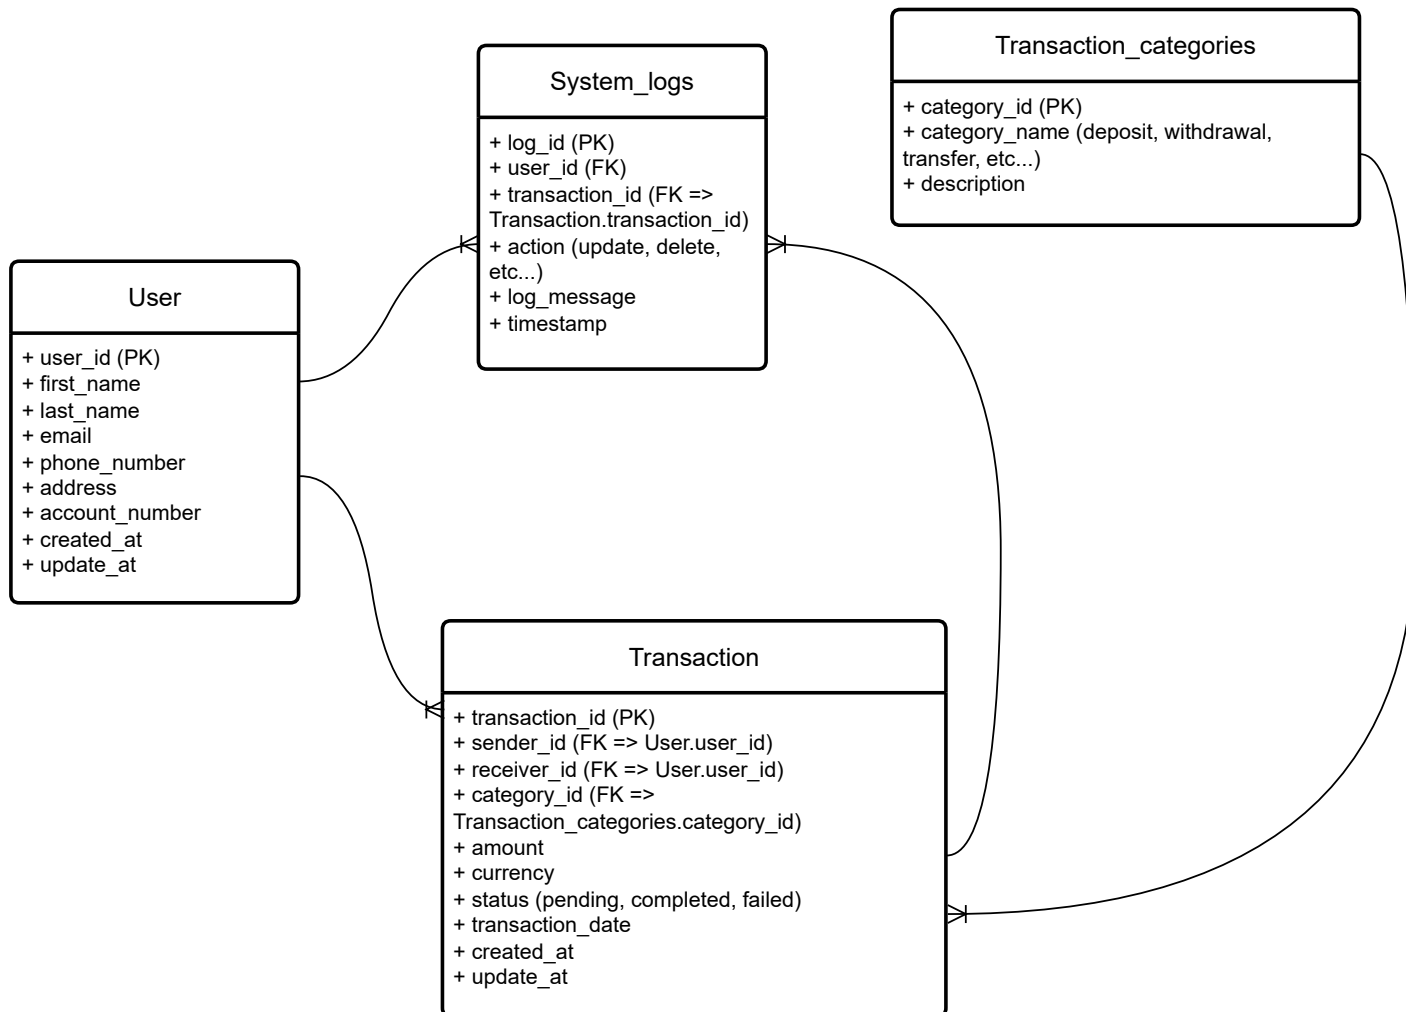 Transaction_categories
+ category_id (PK)
+ category_name (deposit, withdrawal,
transfer, etc...)
+ description
System_logs
+ log_id (PK)
+ user_id (FK)
+ transaction_id (FK =>
Transaction.transaction_id)
+ action (update, delete,
etc...)
+ log_message
+ timestamp
User
+ user_id (PK)
+ first_name
+ last_name
+ email
+ phone_number
+ address
+ account_number
+ created_at
+ update_at
Transaction
+ transaction_id (PK)
+ sender_id (FK => User.user_id)
+ receiver_id (FK => User.user_id)
+ category_id (FK =>
Transaction_categories.category_id)
+ amount
+ currency
+ status (pending, completed, failed)
+ transaction_date
+ created_at
+ update_at